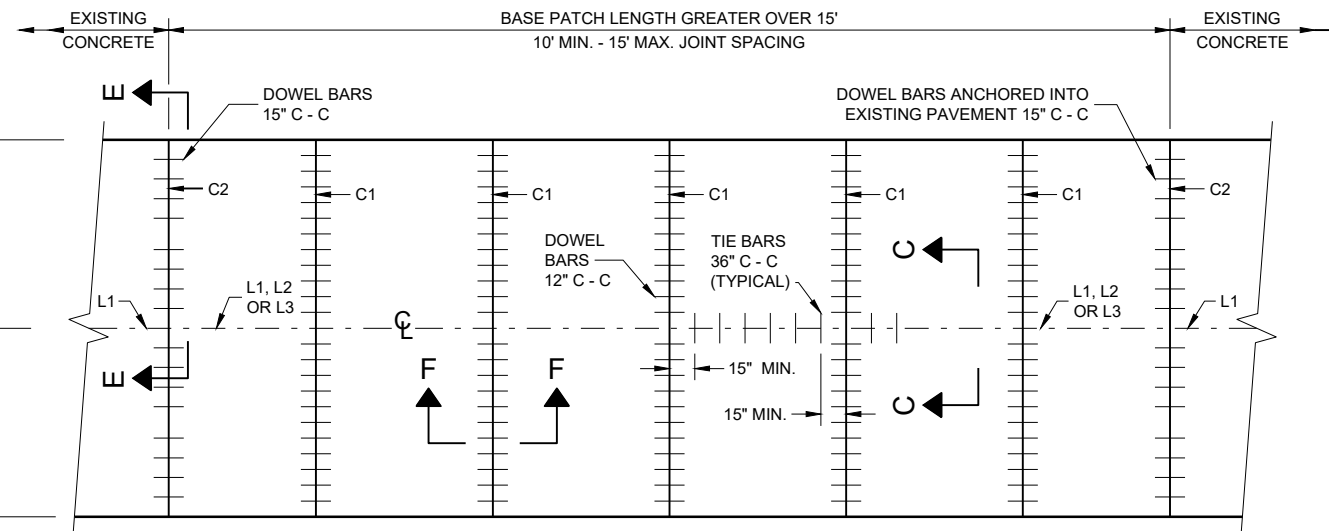 EXISTING
CONCRETE
BASE PATCH LENGTH GREATER OVER 15'
10' MIN. - 15' MAX. JOINT SPACING
EXISTING
CONCRETE
E
DOWEL BARS
15" C - C
DOWEL BARS ANCHORED INTO
EXISTING PAVEMENT 15" C - C
C2
C1
C1
C1
C1
C1
C2
DOWEL
BARS
12" C - C
TIE BARS
36" C - C
(TYPICAL)
C
L1
L1, L2
OR L3
CL
L1, L2
OR L3
L1
E
F
F
15" MIN.
15" MIN.
C